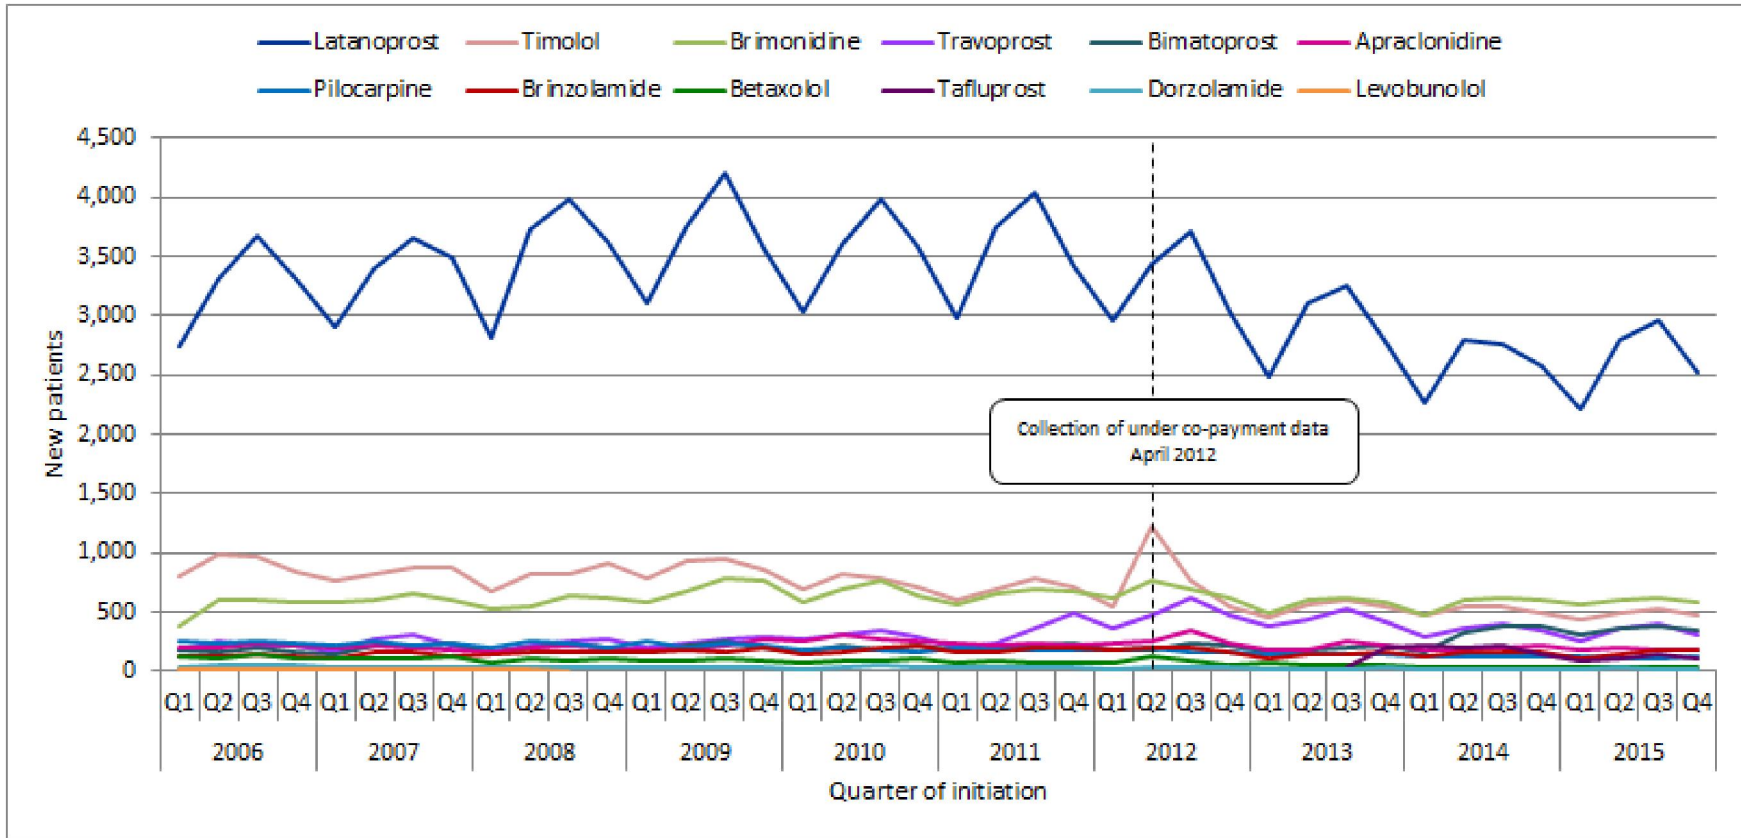 Latanoprost Timolol Brimonidine Travoprost Bimatoprost Apraclonidine
Pilocarpine Brinzolamide Betaxolol Tafluprost Dorzolamide Levobunolol
4,500
4,000
3,500
3,000
2,500
2,000
1,500
1,000
500
0
New patients
Collection of under co-payment data
April 2012
Q1 Q2 Q3 Q4 Q1 Q2 Q3 Q4 Q1 Q2 Q3 Q4 Q1 Q2 Q3 Q4 Q1 Q2 Q3 Q4 Q1 Q2 Q3 Q4 Q1 Q2 Q3 Q4 Q1 Q2 Q3 Q4 Q1 Q2 Q3 Q4 Q1 Q2 Q3 Q4
2006 2007 2008 2009 2010 2011 2012 2013 2014 2015
Quarter of initiation